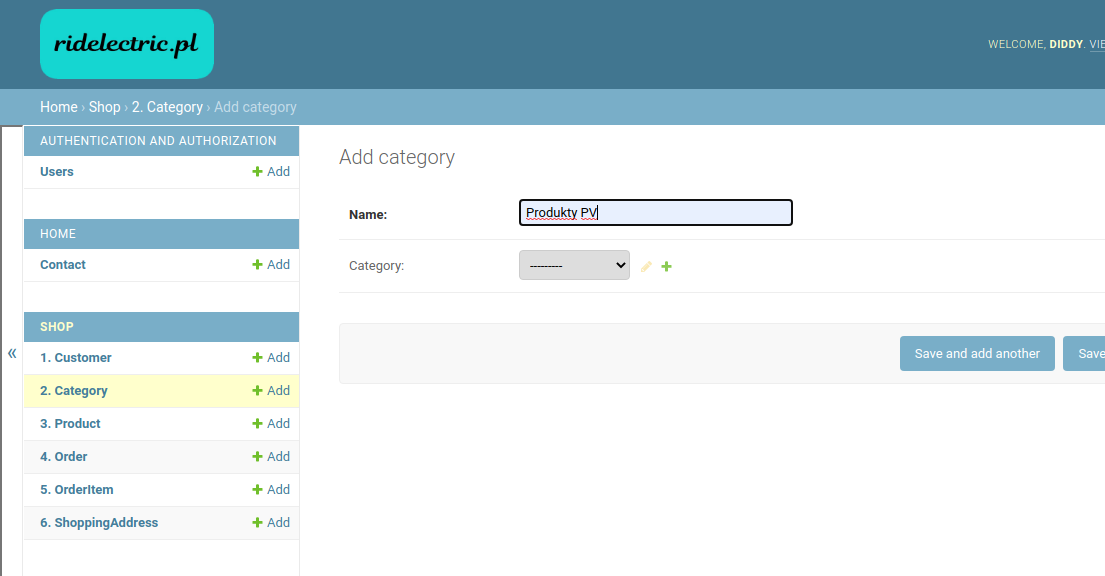 ridelectric.pl
WELCOME, DIDDY. VIE
Home › Shop › 2. Category › Add category
AUTHENTICATION AND AUTHORIZATION
Users + Add
HOME
Contact + Add
SHOP
1. Customer + Add
2. Category + Add
3. Product + Add
4. Order + Add
5. OrderItem + Add
6. ShoppingAddress + Add
«
Add category
Name: Produkty PV
Category: ---------
Save and add another
Save